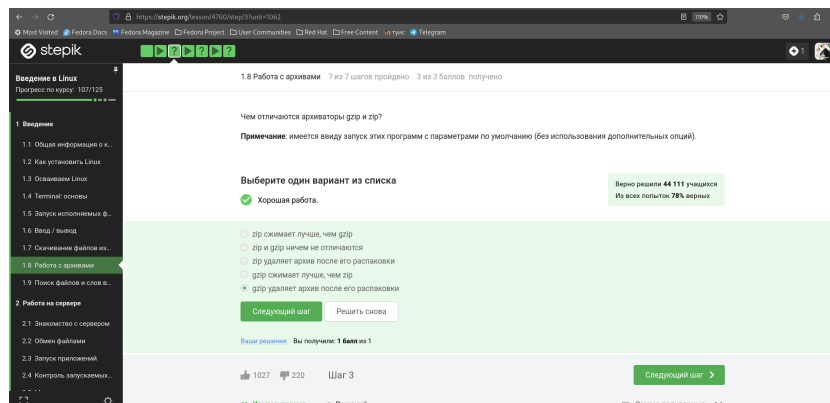 https://stepik.org/lesson/4760/step/3?unit=1062
110%
Most Visited Fedora Docs Fedora Magazine Fedora Project User Communities Red Hat Free Content туис Telegram
stepik
1
Введение в Linux
Прогресс по курсу: 107/125
1.8 Работа с архивами 7 из 7 шагов пройдено 3 из 3 баллов получено
1 Введение
1.1 Общая информация о к...
1.2 Как установить Linux
1.3 Осваиваем Linux
1.4 Terminal: основы
1.5 Запуск исполняемых ф...
1.6 Ввод / вывод
1.7 Скачивание файлов из...
1.8 Работа с архивами
1.9 Поиск файлов и слов в...
2 Работа на сервере
2.1 Знакомство с сервером
2.2 Обмен файлами
2.3 Запуск приложений
2.4 Контроль запускаемых...
Чем отличаются архиваторы gzip и zip?
Примечание: имеется ввиду запуск этих программ с параметрами по умолчанию (без использования дополнительных опций).
Выберите один вариант из списка
Хорошая работа.
Верно решили 44 111 учащихся
Из всех попыток 78% верных
zip сжимает лучше, чем gzip
zip и gzip ничем не отличаются
zip удаляет архив после его распаковки
gzip сжимает лучше, чем zip
gzip удаляет архив после его распаковки
Следующий шаг
Решить снова
Ваши решения Вы получили: 1 балл из 1
1027 220 Шаг 3
Следующий шаг